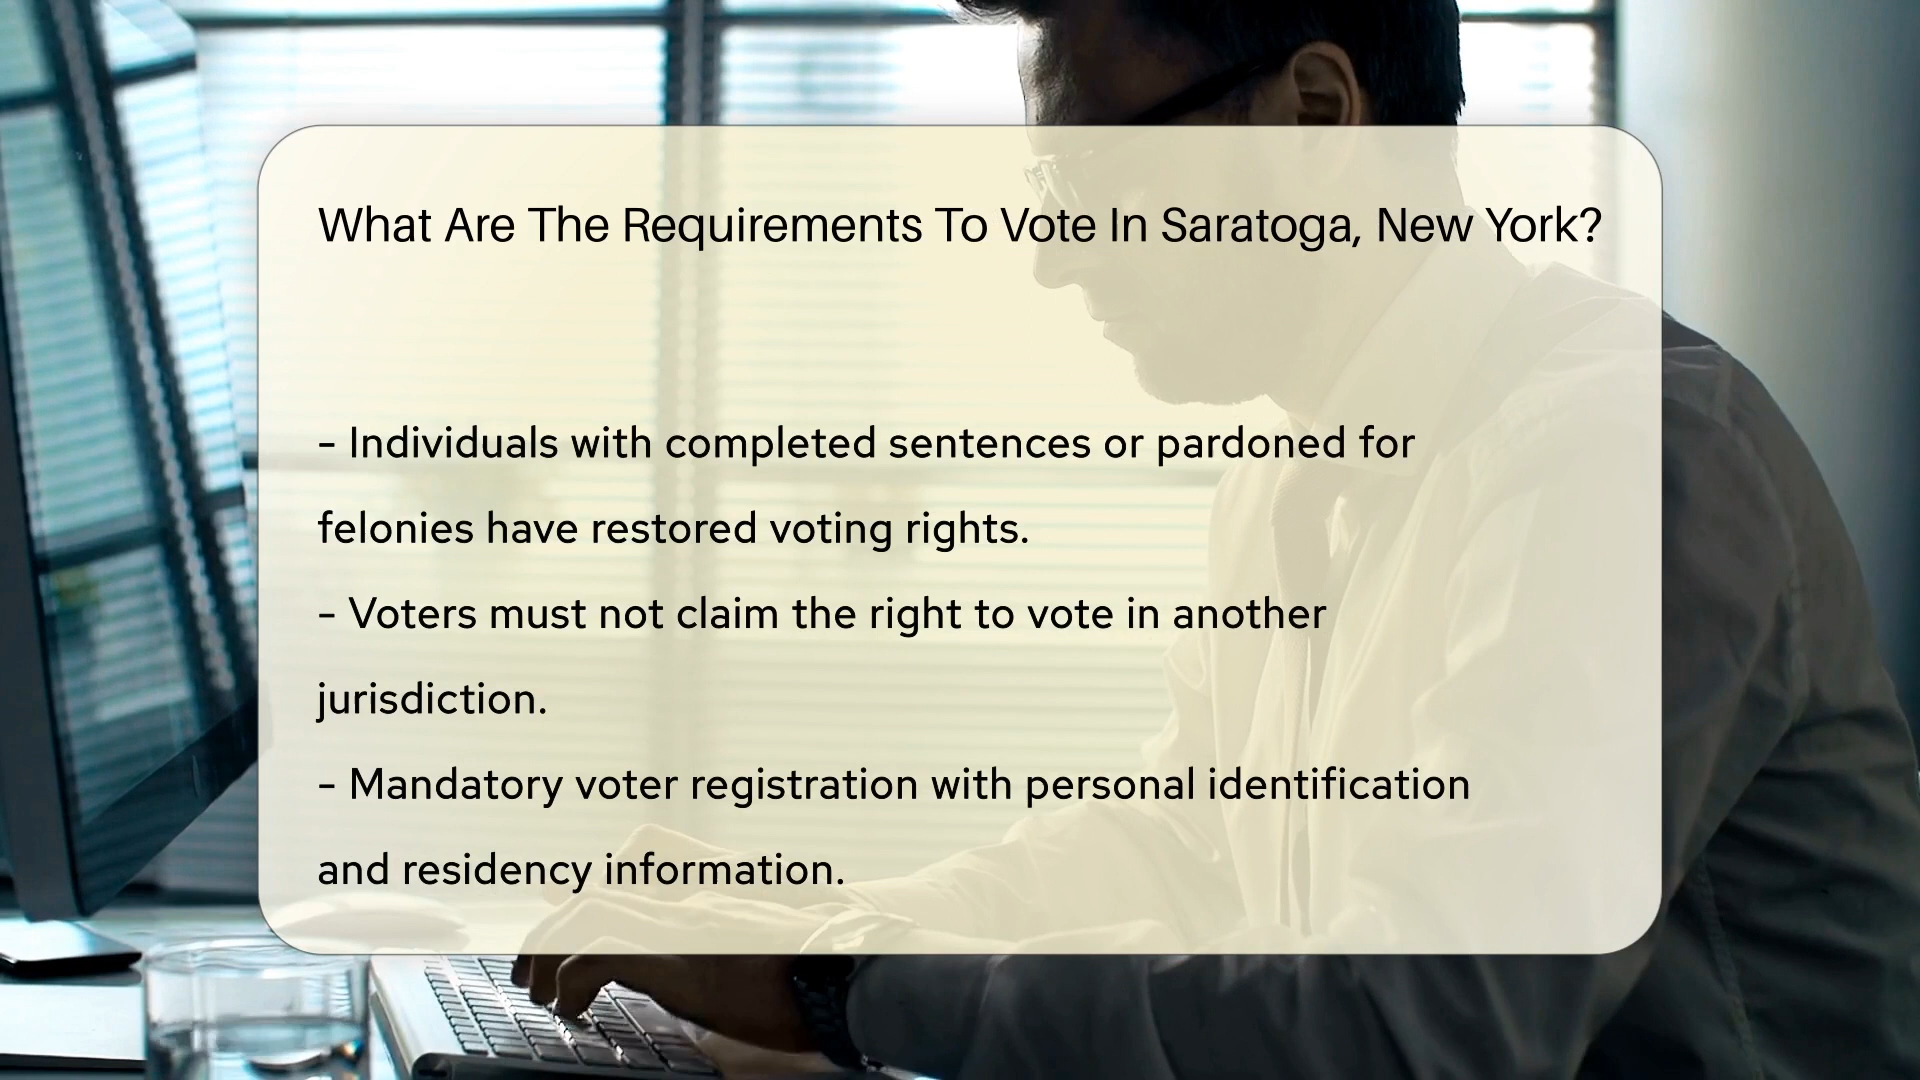 What Are The Requirements To Vote In Saratoga, New York?
– Individuals with completed sentences or pardoned for
felonies have restored voting rights.
– Voters must not claim the right to vote in another
jurisdiction.
– Mandatory voter registration with personal identification
and residency information.